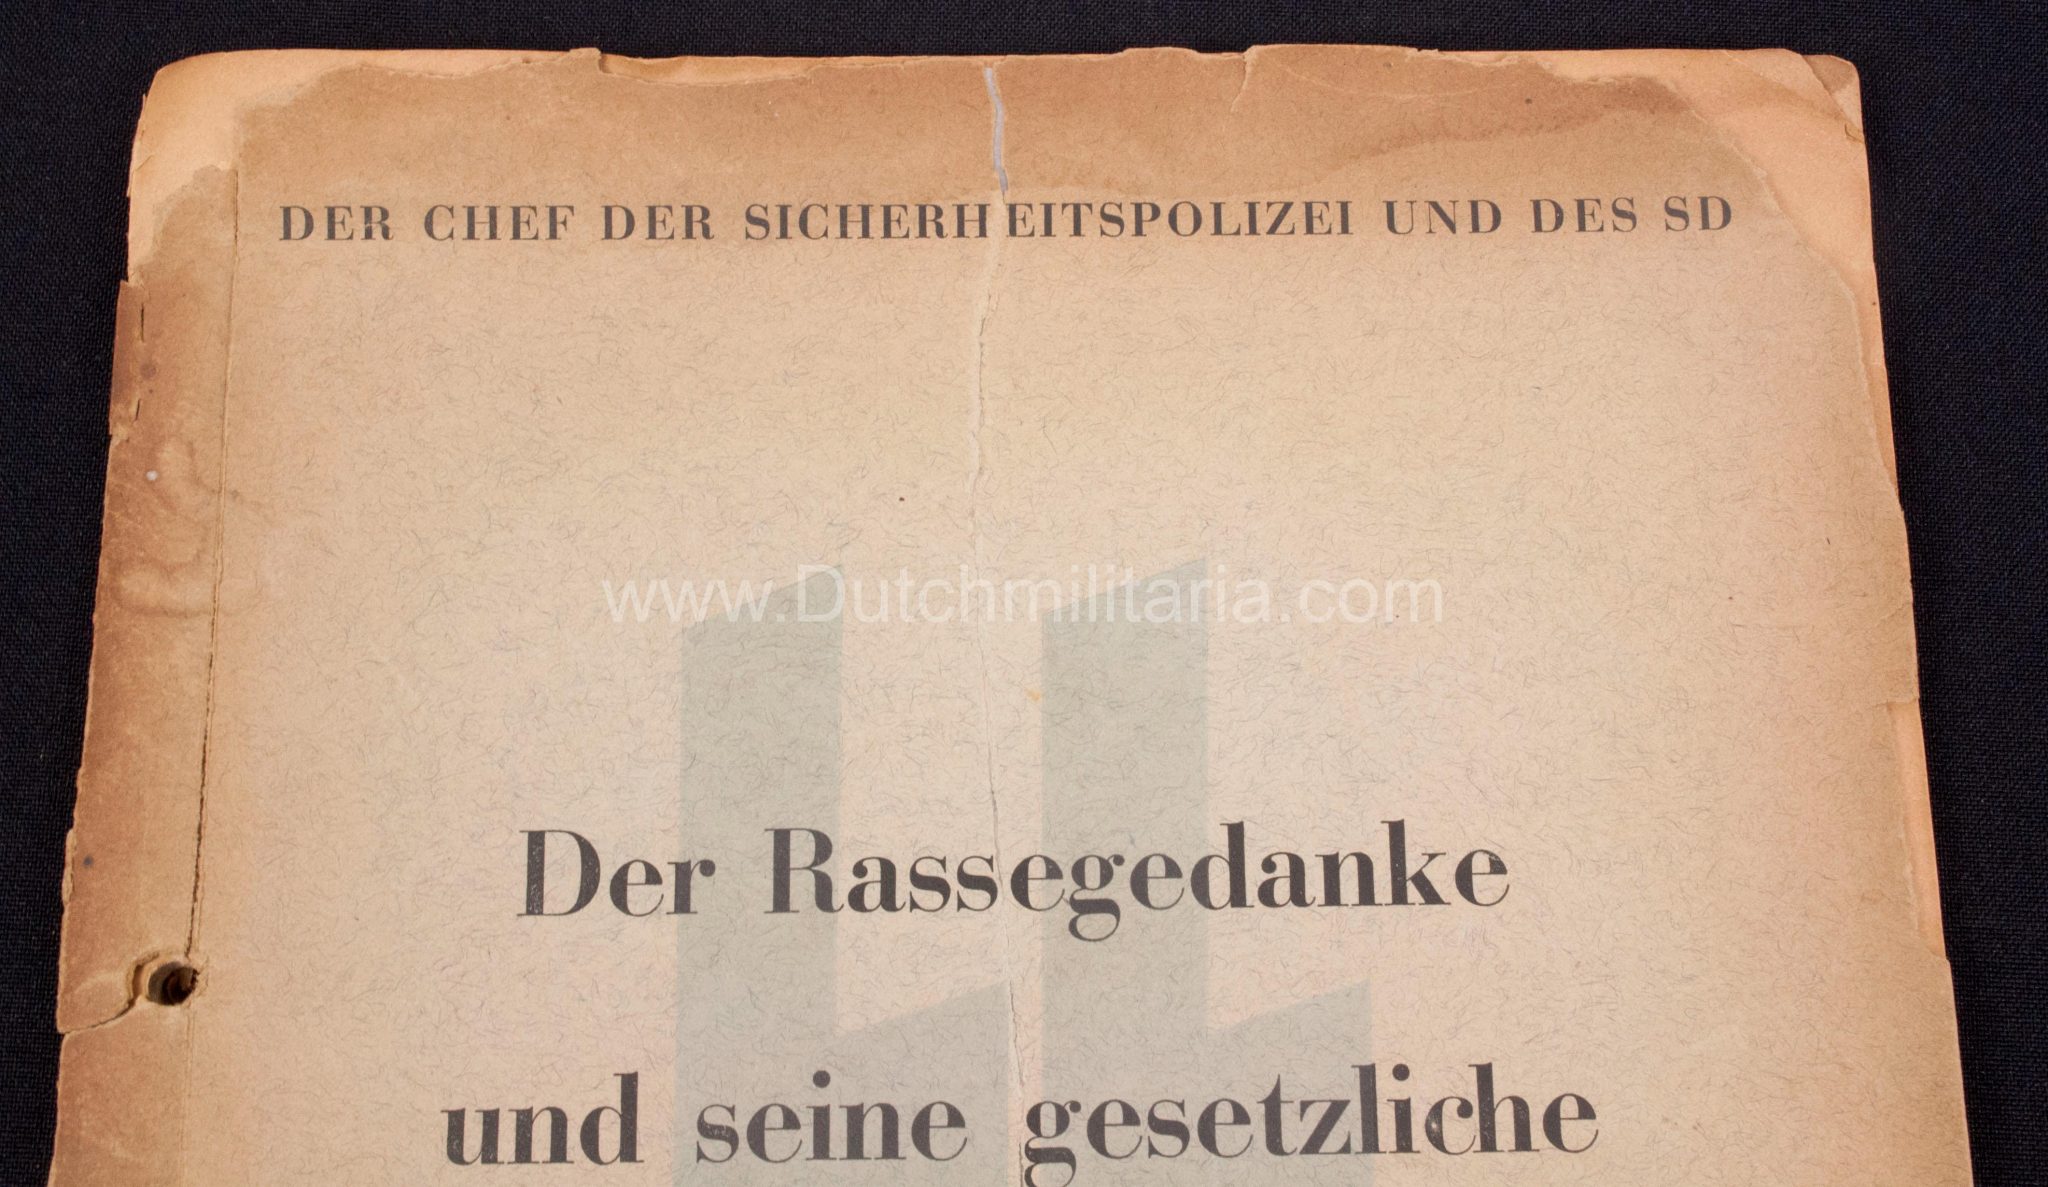 DER CHEF DER SICHERHEITSPOLIZEI UND DES SD
www.Dutchmilitaria.com
Der Rassegedanke
und seine gesetzliche